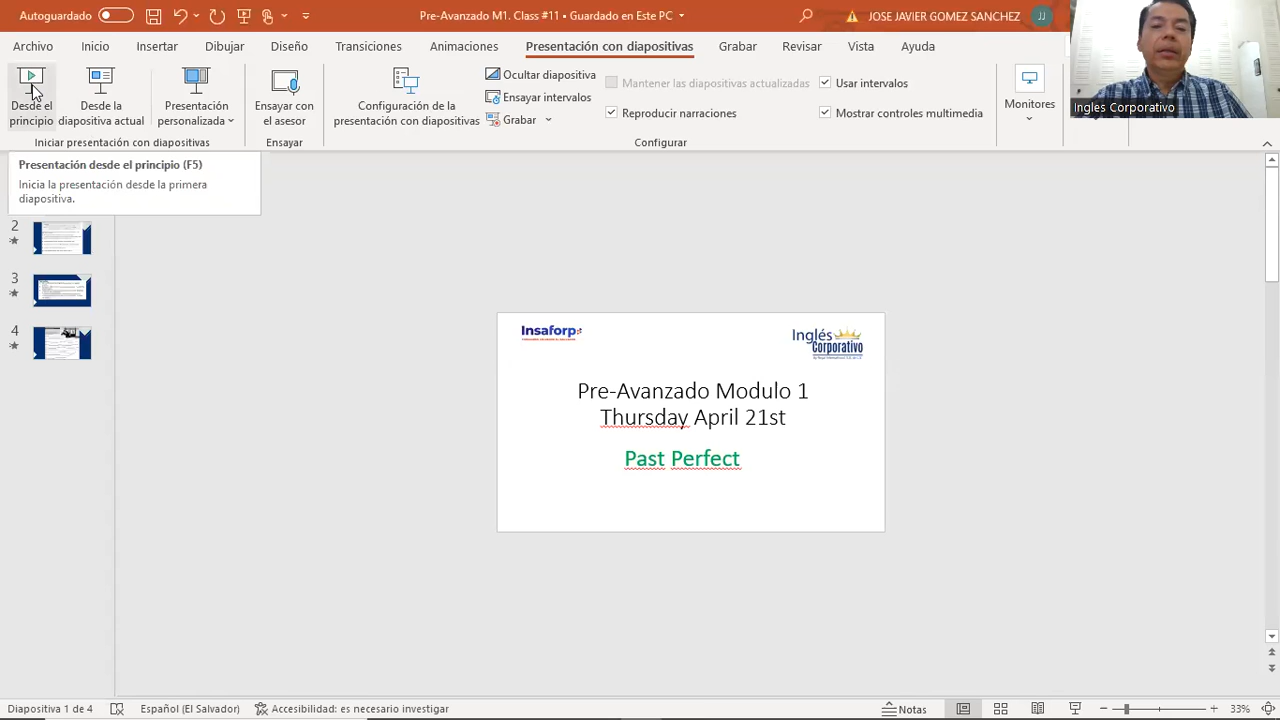 Autoguardado
Pre-Avanzado M1. Class #11 • Guardado en Este PC
JOSE JAVIER GOMEZ SANCHEZ
JJ
Archivo
Inicio
Insertar
Dibujar
Diseño
Transiciones
Animaciones
Presentación con diapositivas
Grabar
Revisar
Vista
Ayuda
Desde el
principio
Desde la
diapositiva actual
Presentación
personalizada
Iniciar presentación con diapositivas
Ensayar con
el asesor
Ensayar
Configuración de la
presentación con diapositivas
Ocultar diapositiva
Ensayar intervalos
Grabar
Mantener las diapositivas actualizadas
Reproducir narraciones
Usar intervalos
Mostrar controles multimedia
Configurar
Monitores
Ingles Corporativo
Presentación desde el principio (F5)
Inicia la presentación desde la primera
diapositiva.
2
3
4
Insaforp
Inglés
Corporativo
Pre-Avanzado Modulo 1
Thursday April 21st
Past Perfect
Diapositiva 1 de 4
Español (El Salvador)
Accesibilidad: es necesario investigar
Notas
33%